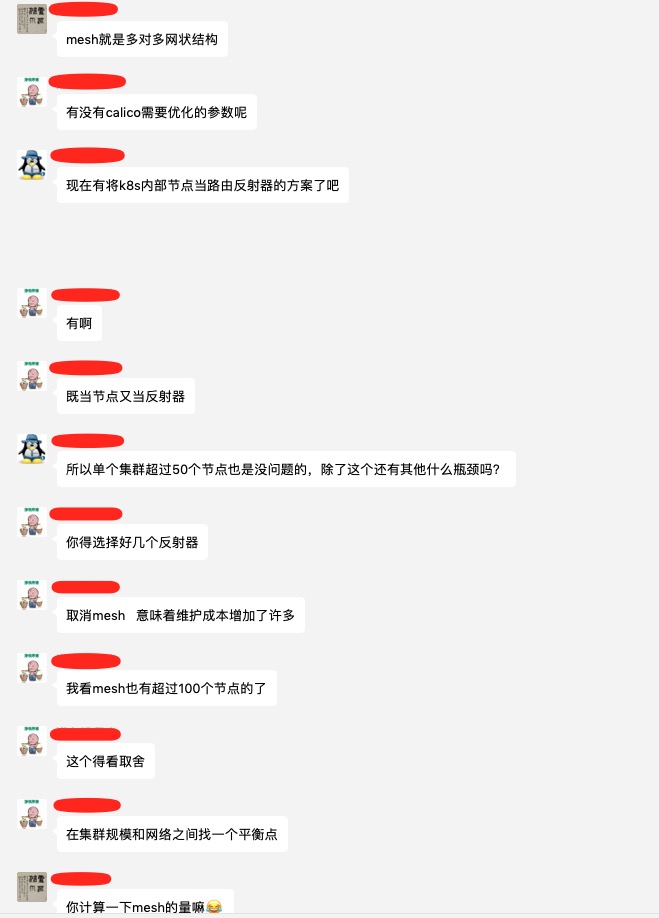 mesh就是多对多网状结构
有没有calico需要优化的参数呢
现在有将k8s内部节点当路由反射器的方案了吧
有啊
既当节点又当反射器
所以单个集群超过50个节点也是没问题的，除了这个还有其他什么瓶颈吗？
你得选择好几个反射器
取消mesh   意味着维护成本增加了许多
我看mesh也有超过100个节点的了
这个得看取舍
在集群规模和网络之间找一个平衡点
你计算一下mesh的量嘛😂